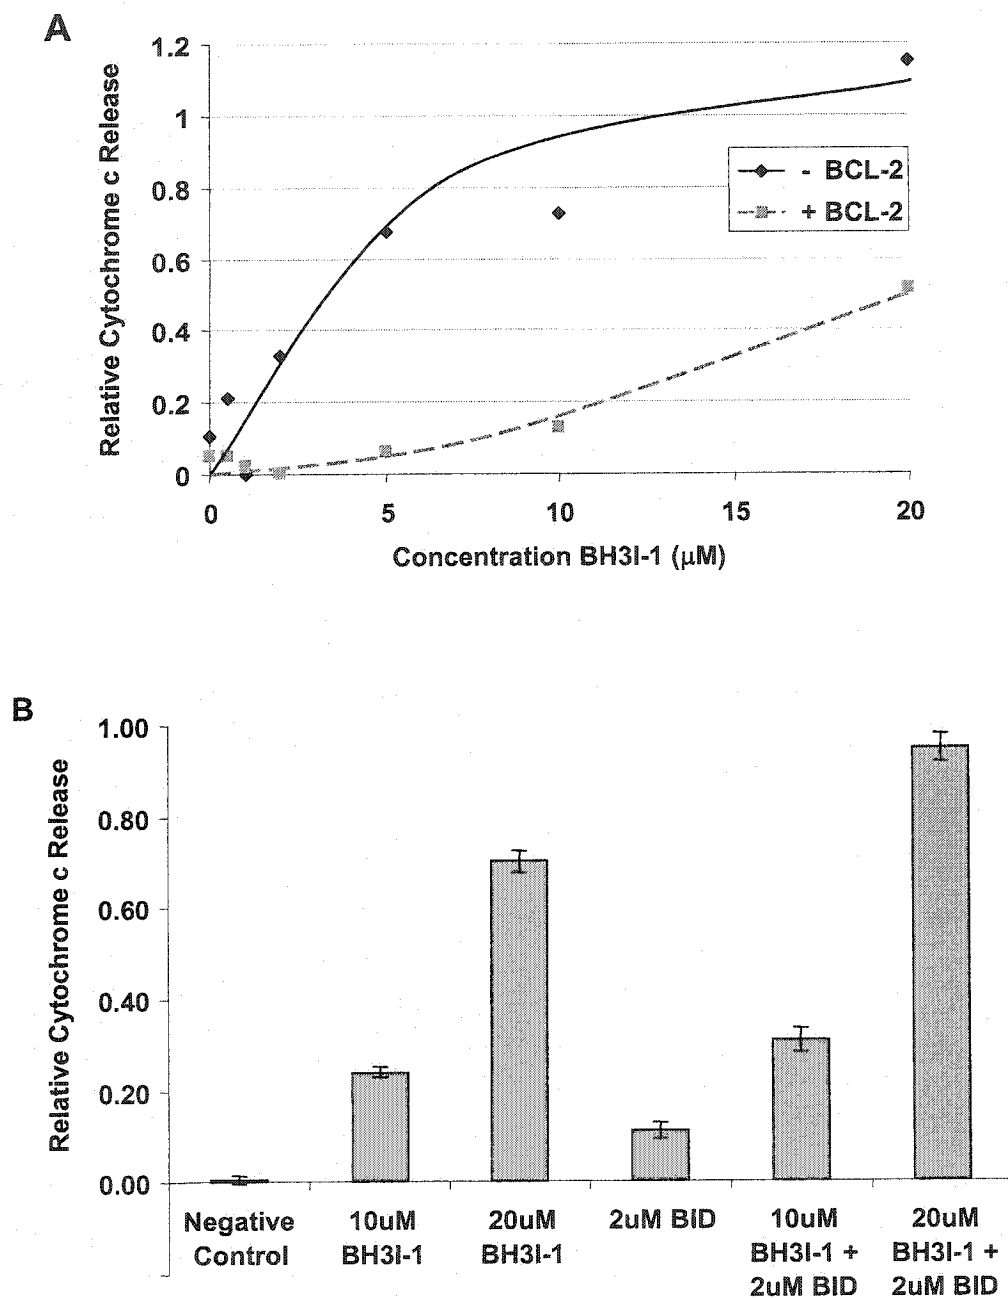 A
1.2
1
0.8
0.6
0.4
0.2
0
Relative Cytochrome c Release
- BCL-2
+ BCL-2
0 5 10 15 20
Concentration BH3I-1 (µM)
B
1.00
0.80
0.60
0.40
0.20
0.00
Relative Cytochrome c Release
Negative Control
10uM BH3I-1
20uM BH3I-1
2uM BID
10uM BH3I-1 + 2uM BID
20uM BH3I-1 + 2uM BID